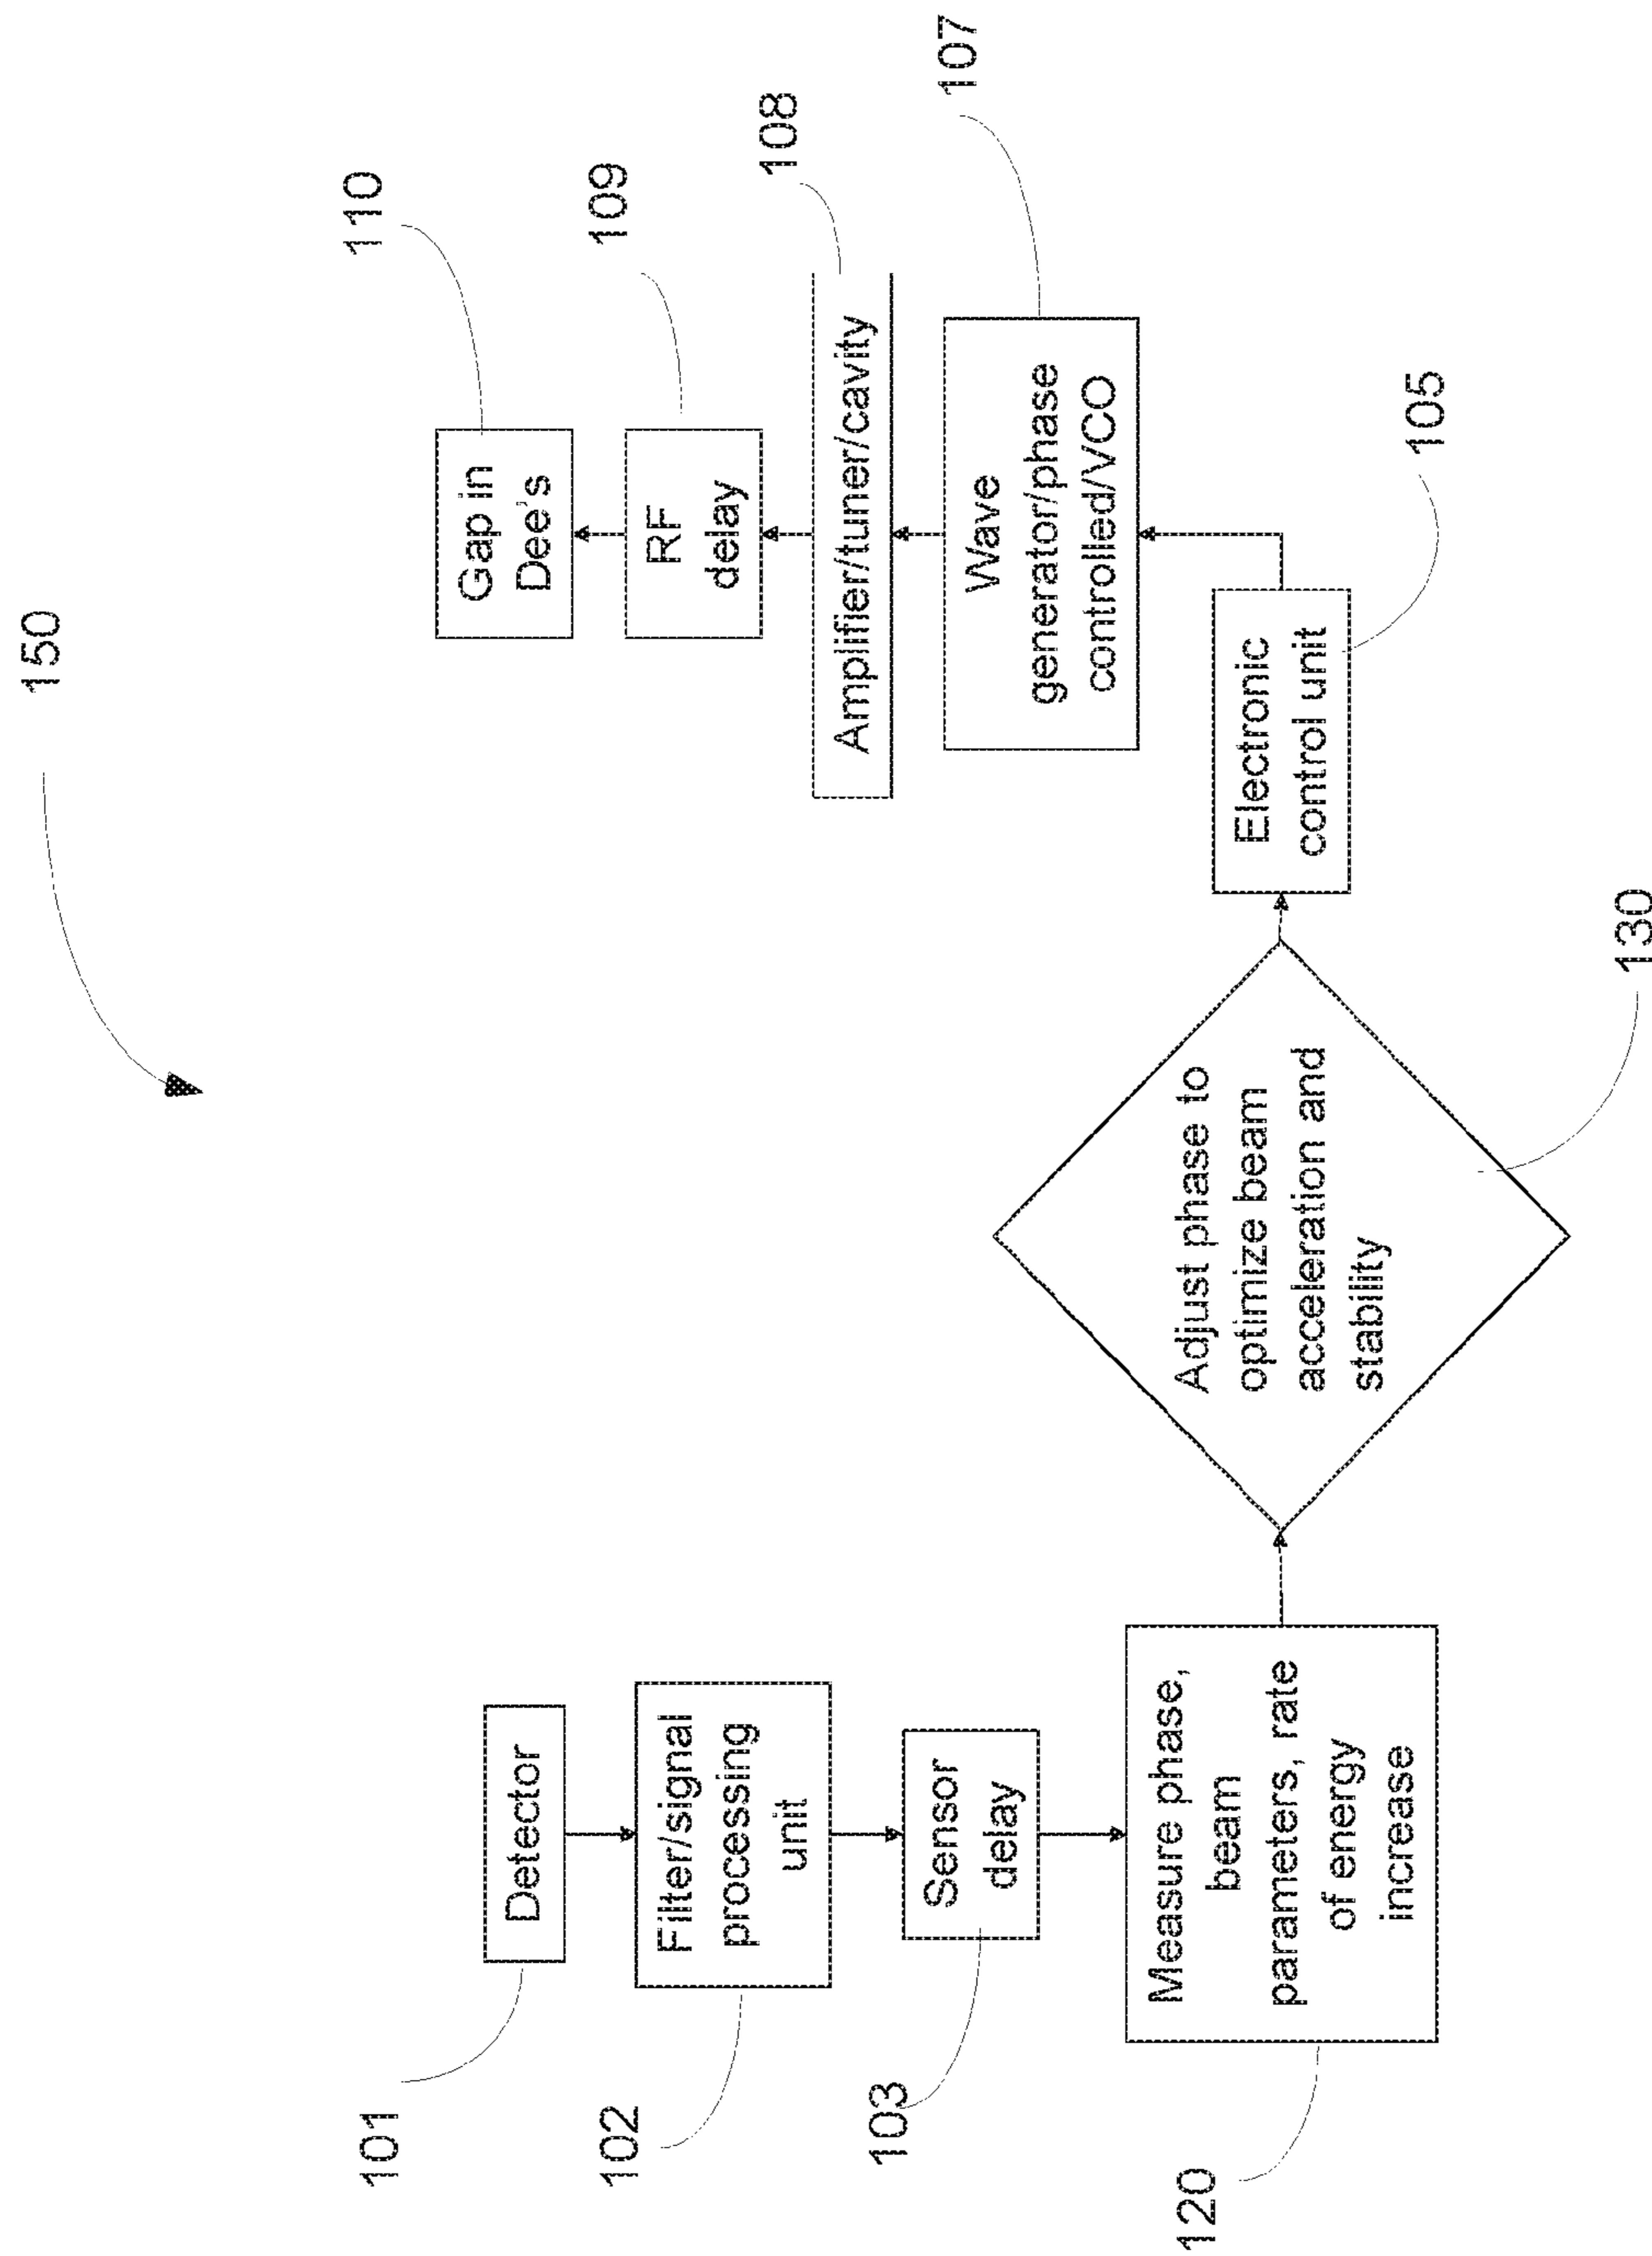 150
101
Detector
102
Filter/signal
processing
unit
103
Sensor
delay
120
Measure phase,
beam
parameters, rate
of energy
increase
Adjust phase to
optimize beam
acceleration and
stability
130
Electronic
control unit
105
Wave
generator/phase
controlled/VCO
107
Amplifier/tuner/cavity
108
RF
delay
109
Gap in
Dee's
110